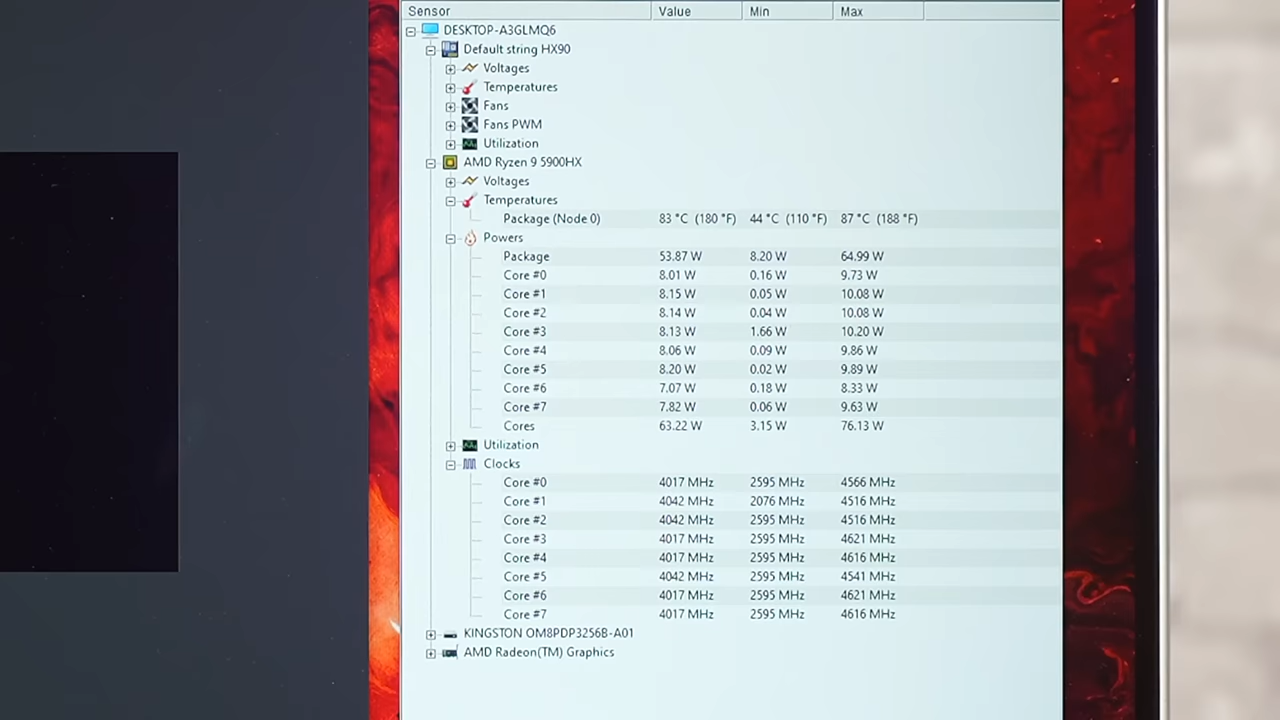 Sensor Value Min Max
DESKTOP-A3GLMQ6
Default string HX90
Voltages
Temperatures
Fans
Fans PWM
Utilization
AMD Ryzen 9 5900HX
Voltages
Temperatures
Package (Node 0) 83 °C (180 °F) 44 °C (110 °F) 87 °C (188 °F)
Powers
Package 53.87 W 8.20 W 64.99 W
Core #0 8.01 W 0.16 W 9.73 W
Core #1 8.15 W 0.05 W 10.08 W
Core #2 8.14 W 0.04 W 10.08 W
Core #3 8.13 W 1.66 W 10.20 W
Core #4 8.06 W 0.09 W 9.86 W
Core #5 8.20 W 0.02 W 9.89 W
Core #6 7.07 W 0.18 W 8.33 W
Core #7 7.82 W 0.06 W 9.63 W
Cores 63.22 W 3.15 W 76.13 W
Utilization
Clocks
Core #0 4017 MHz 2595 MHz 4566 MHz
Core #1 4042 MHz 2076 MHz 4516 MHz
Core #2 4042 MHz 2595 MHz 4516 MHz
Core #3 4017 MHz 2595 MHz 4621 MHz
Core #4 4017 MHz 2595 MHz 4616 MHz
Core #5 4042 MHz 2595 MHz 4541 MHz
Core #6 4017 MHz 2595 MHz 4621 MHz
Core #7 4017 MHz 2595 MHz 4616 MHz
KINGSTON OM8PDP3256B-A01
AMD Radeon(TM) Graphics